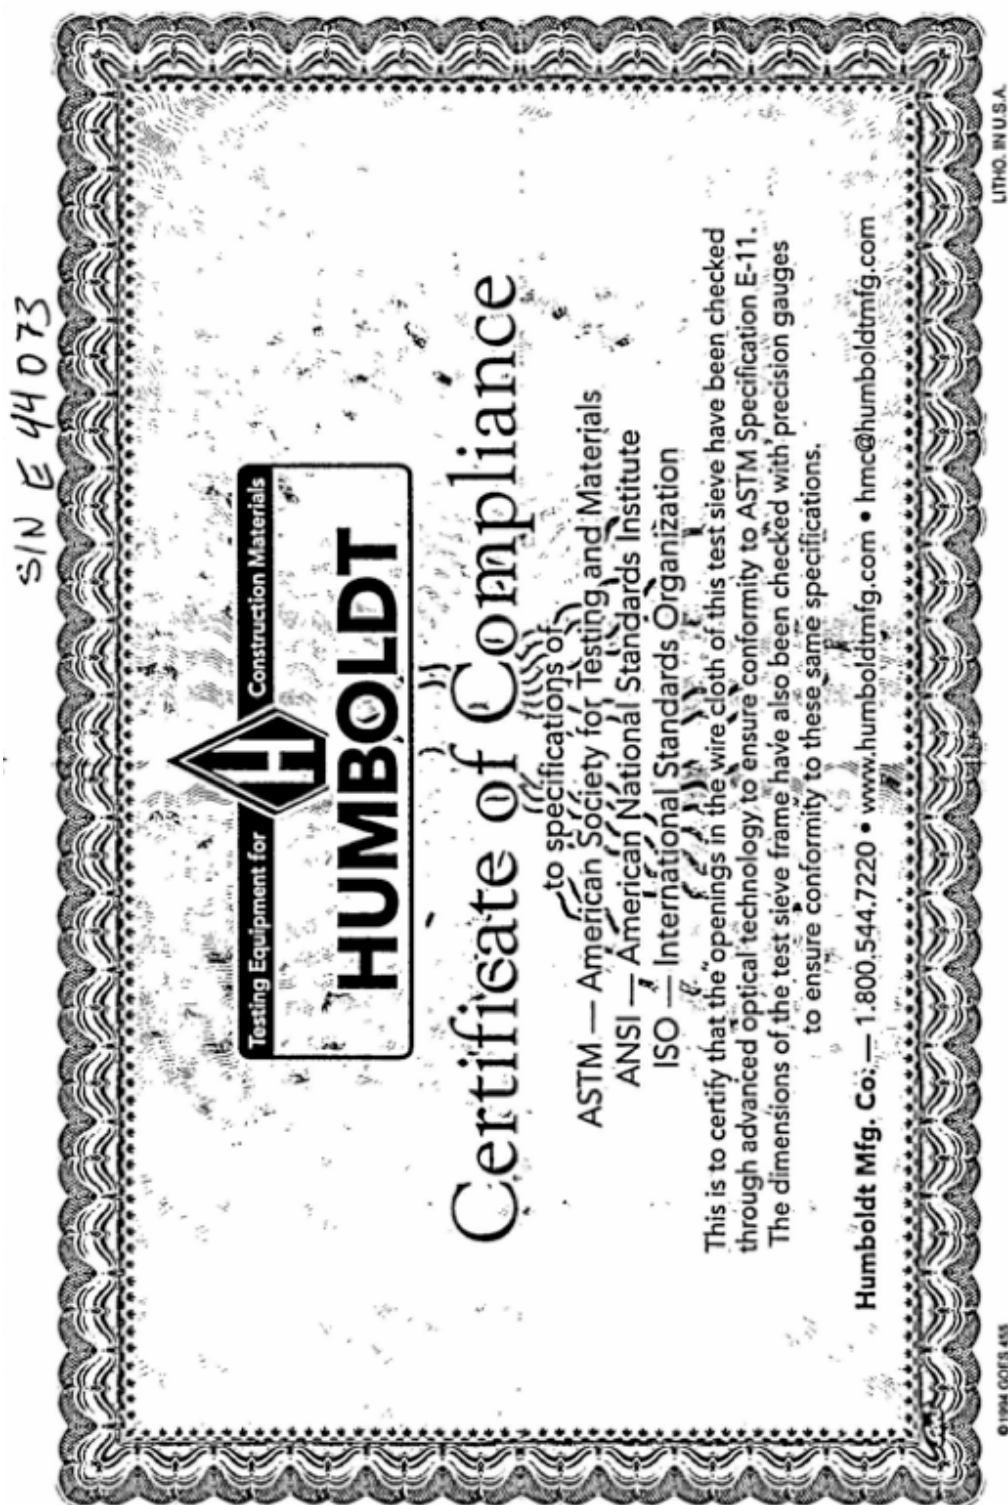 S/N E 44073
Testing Equipment for Construction Materials
H
HUMBOLDT
Certificate of Compliance
to specifications of
ASTM — American Society for Testing and Materials
ANSI — American National Standards Institute
ISO — International Standards Organization
This is to certify that the openings in the wire cloth of this test sieve have been checked
through advanced optical technology to ensure conformity to ASTM Specification E-11.
The dimensions of the test sieve frame have also been checked with precision gauges
to ensure conformity to these same specifications.
Humboldt Mfg. Co. — 1.800.544.7220 • www.humboldtmfg.com • hmc@humboldtmfg.com
GOES 455
LITHO. IN U.S.A.